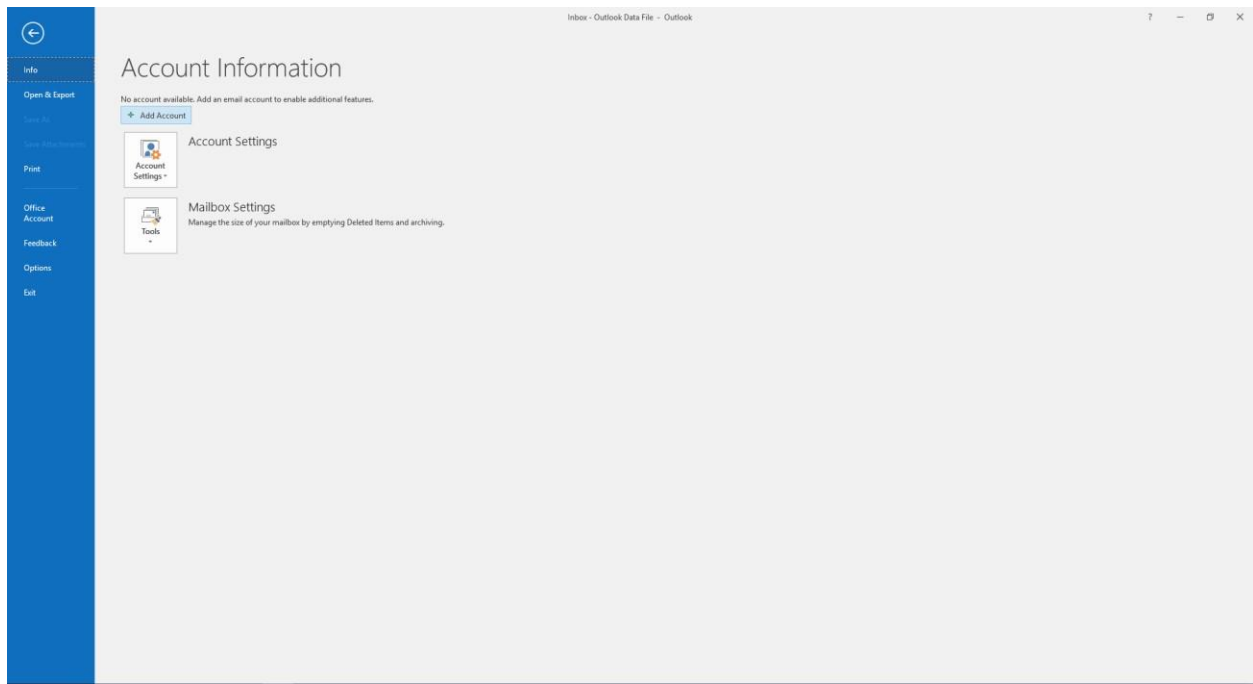 Inbox - Outlook Data File - Outlook
?
Info
Open & Export
Save As
Save Attachments
Print
Office
Account
Feedback
Options
Exit
Account Information
No account available. Add an email account to enable additional features.
+ Add Account
Account
Settings
Account Settings
Tools
Mailbox Settings
Manage the size of your mailbox by emptying Deleted Items and archiving.